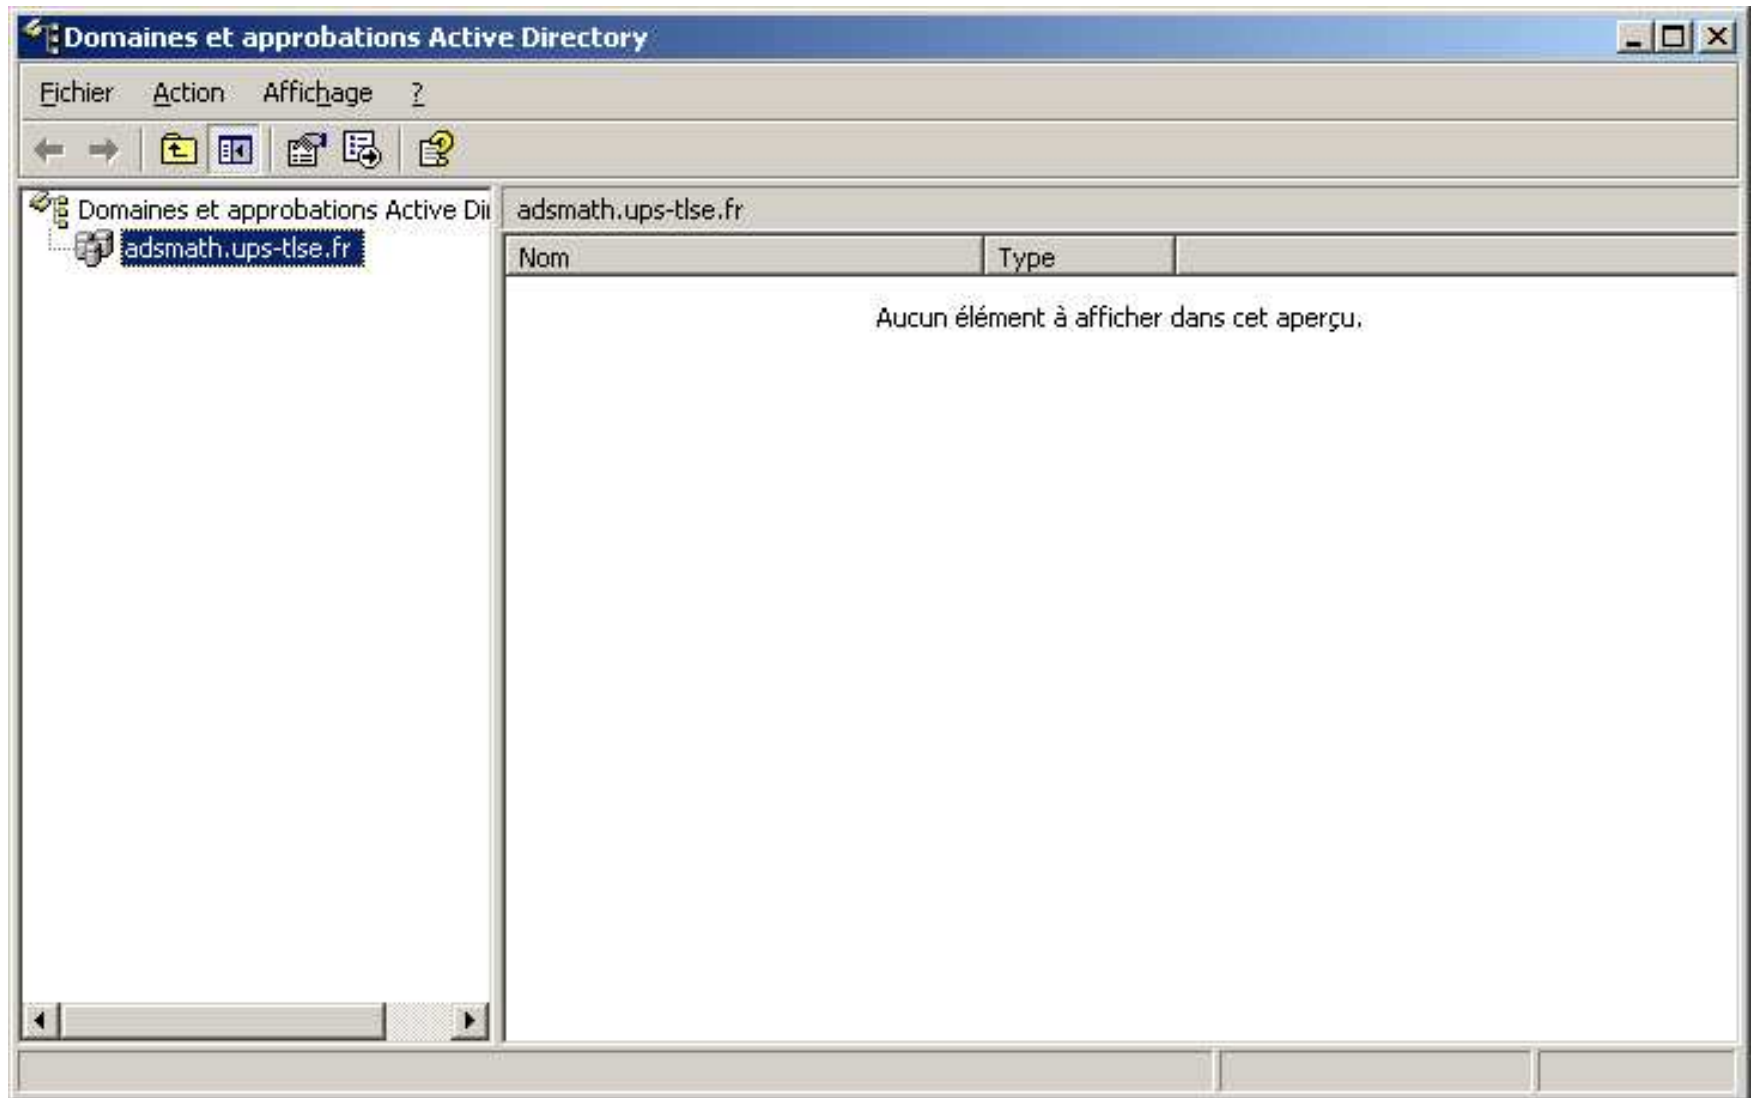 Domaines et approbations Active Directory
Fichier Action Affichage ?
Domaines et approbations Active Di
adsmath.ups-tlse.fr
adsmath.ups-tlse.fr
Nom Type
Aucun élément à afficher dans cet aperçu.